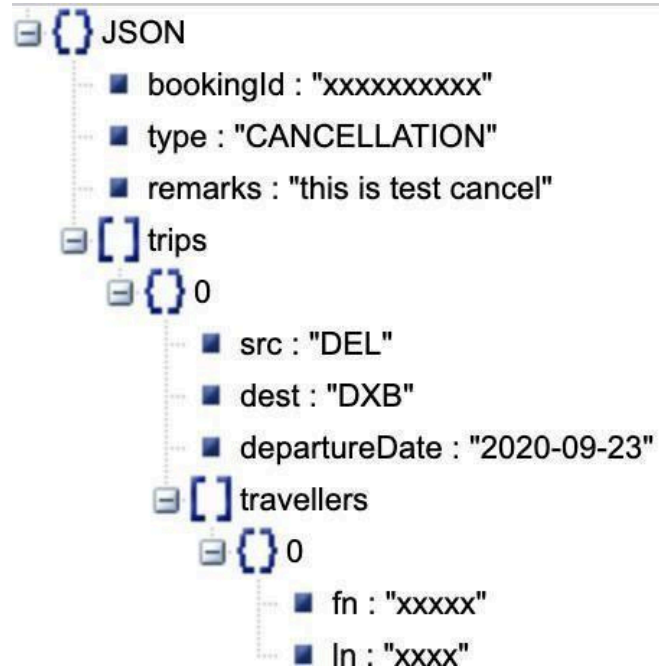 JSON
bookingId : "xxxxxxxxxx"
type : "CANCELLATION"
remarks : "this is test cancel"
trips
0
src : "DEL"
dest : "DXB"
departureDate : "2020-09-23"
travellers
0
fn : "xxxxx"
ln : "xxxx"